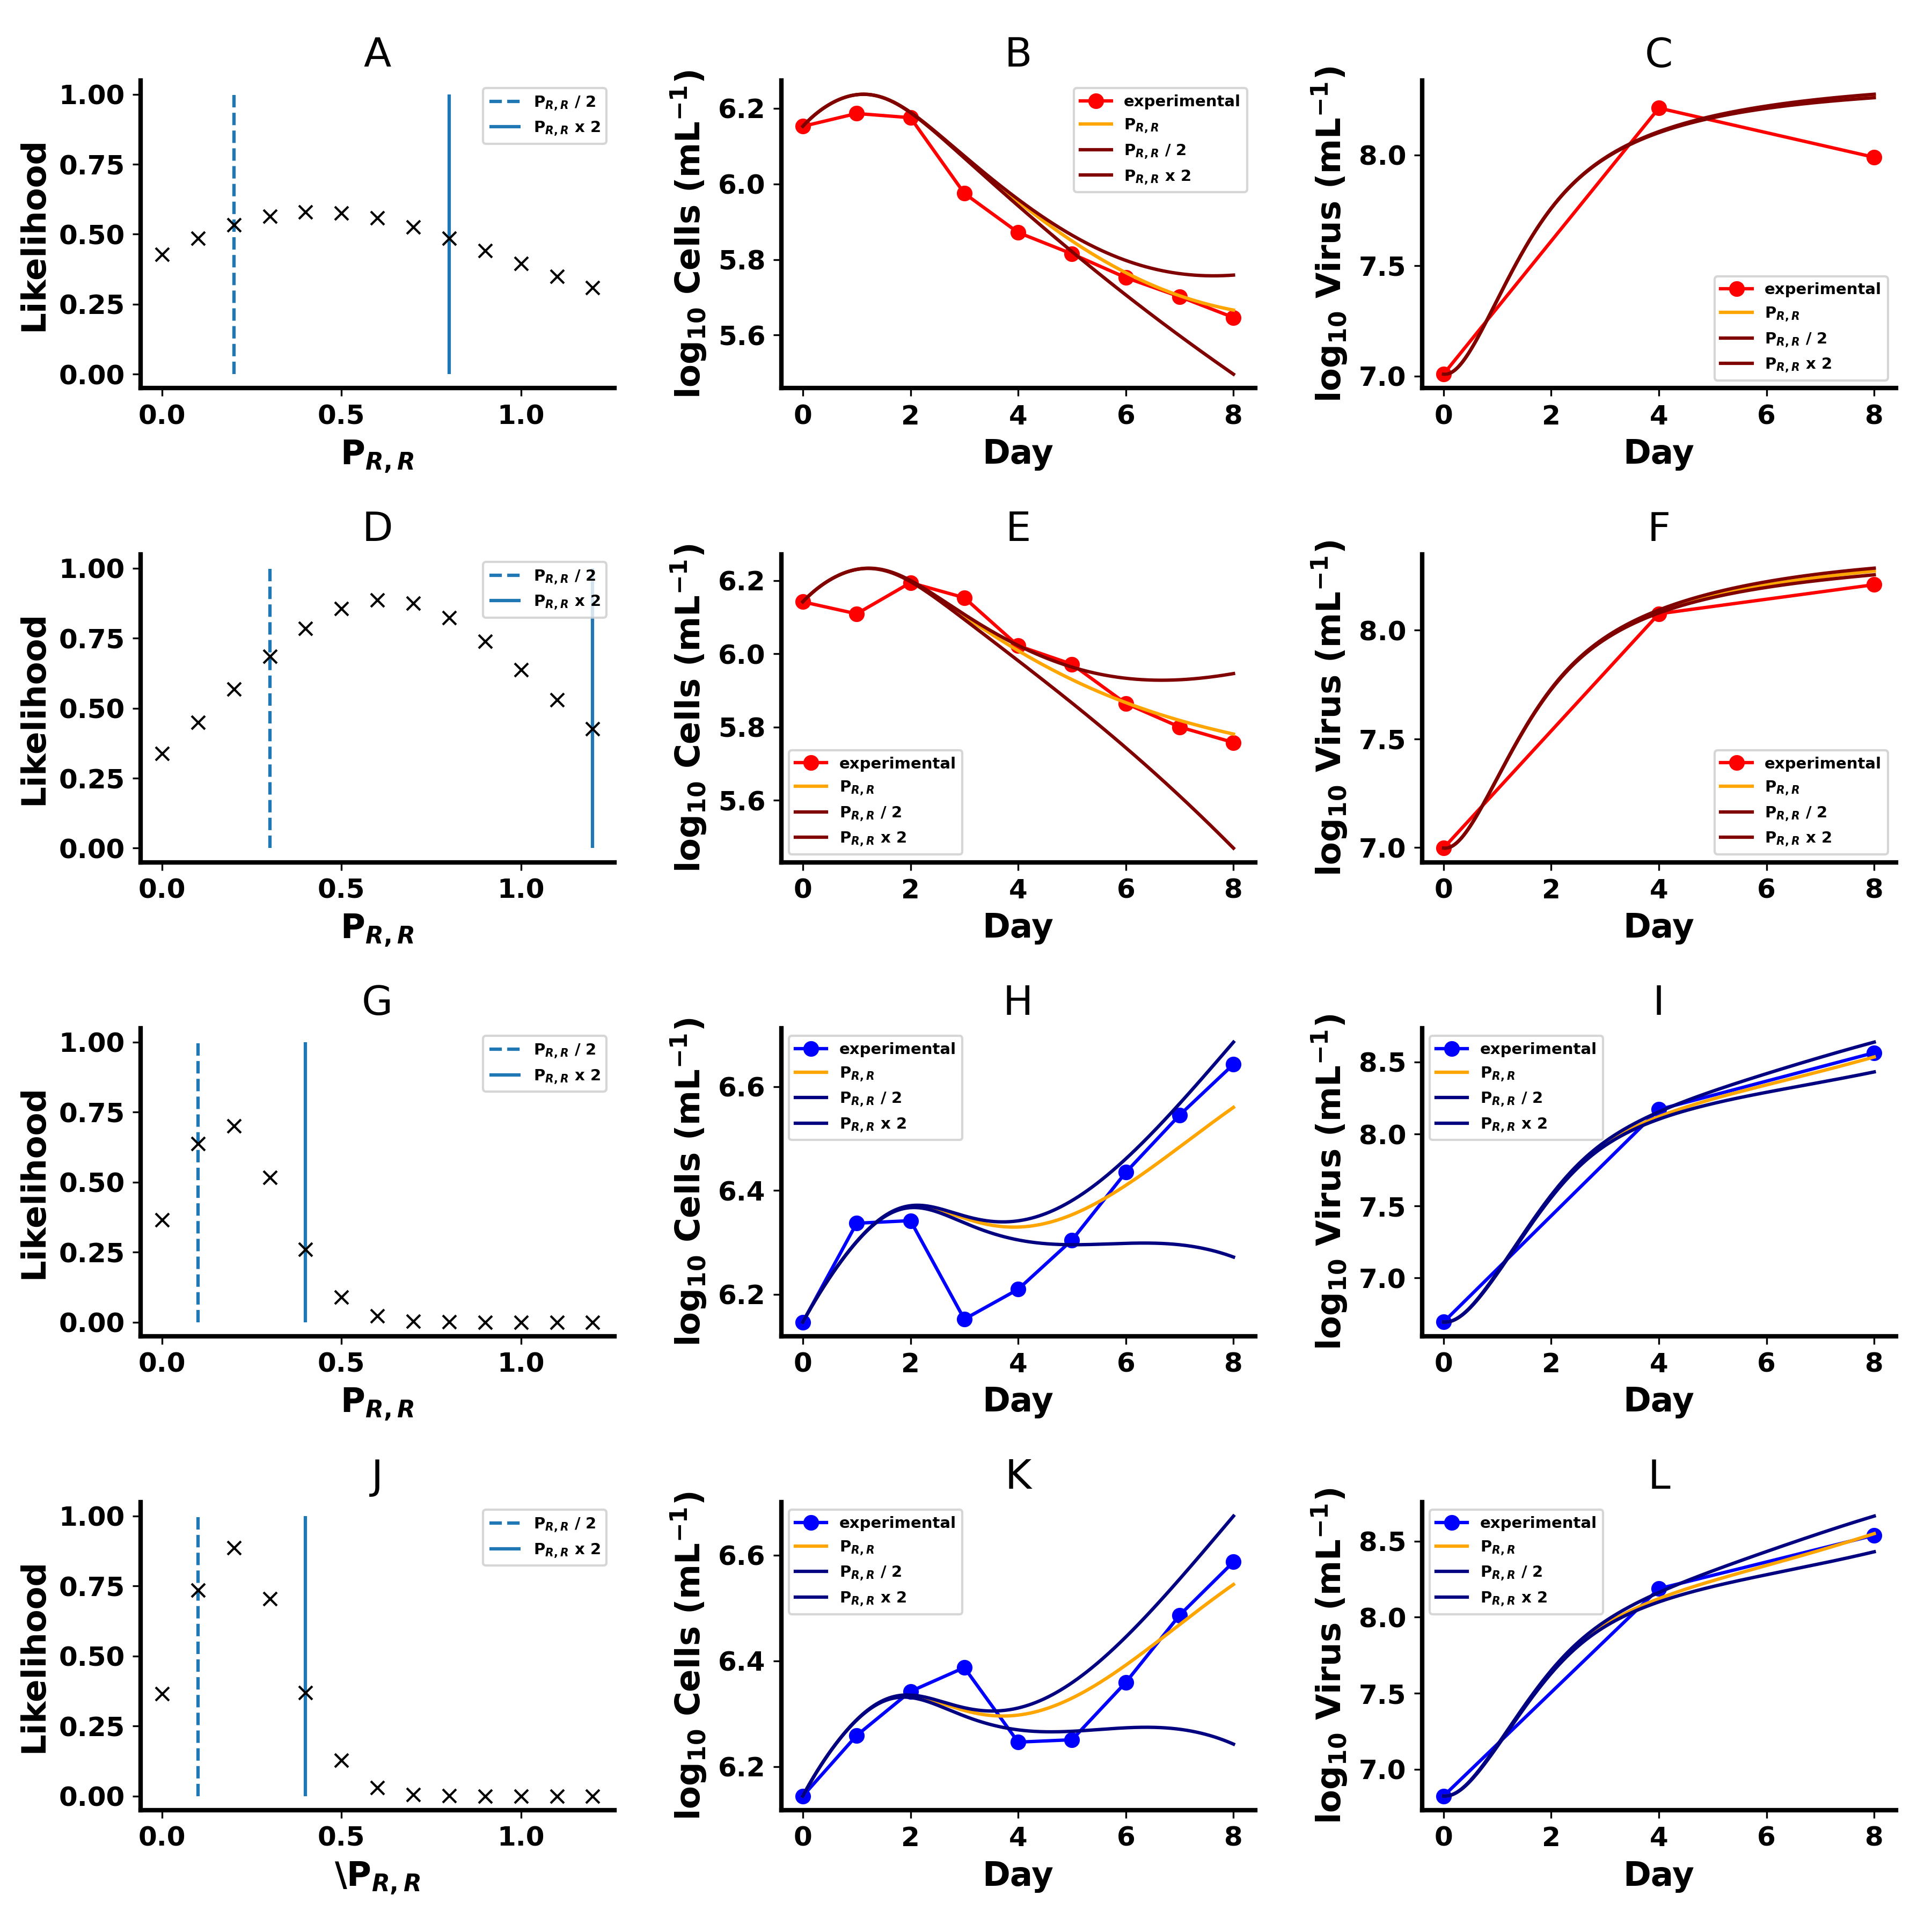 A
Likelihood
1.00
0.75
0.50
0.25
0.00
0.0 0.5 1.0
P_{R,R}
P_{R,R} / 2
P_{R,R} x 2
B
log₁₀ Cells (mL⁻¹)
6.2
6.0
5.8
5.6
0 2 4 6 8
Day
experimental
P_{R,R}
P_{R,R} / 2
P_{R,R} x 2
C
log₁₀ Virus (mL⁻¹)
8.0
7.5
7.0
0 2 4 6 8
Day
experimental
P_{R,R}
P_{R,R} / 2
P_{R,R} x 2
D
Likelihood
1.00
0.75
0.50
0.25
0.00
0.0 0.5 1.0
P_{R,R}
P_{R,R} / 2
P_{R,R} x 2
E
log₁₀ Cells (mL⁻¹)
6.2
6.0
5.8
5.6
0 2 4 6 8
Day
experimental
P_{R,R}
P_{R,R} / 2
P_{R,R} x 2
F
log₁₀ Virus (mL⁻¹)
8.0
7.5
7.0
0 2 4 6 8
Day
experimental
P_{R,R}
P_{R,R} / 2
P_{R,R} x 2
G
Likelihood
1.00
0.75
0.50
0.25
0.00
0.0 0.5 1.0
P_{R,R}
P_{R,R} / 2
P_{R,R} x 2
H
log₁₀ Cells (mL⁻¹)
6.6
6.4
6.2
0 2 4 6 8
Day
experimental
P_{R,R}
P_{R,R} / 2
P_{R,R} x 2
I
log₁₀ Virus (mL⁻¹)
8.5
8.0
7.5
7.0
0 2 4 6 8
Day
experimental
P_{R,R}
P_{R,R} / 2
P_{R,R} x 2
J
Likelihood
1.00
0.75
0.50
0.25
0.00
0.0 0.5 1.0
\P_{R,R}
P_{R,R} / 2
P_{R,R} x 2
K
log₁₀ Cells (mL⁻¹)
6.6
6.4
6.2
0 2 4 6 8
Day
experimental
P_{R,R}
P_{R,R} / 2
P_{R,R} x 2
L
log₁₀ Virus (mL⁻¹)
8.5
8.0
7.5
7.0
0 2 4 6 8
Day
experimental
P_{R,R}
P_{R,R} / 2
P_{R,R} x 2